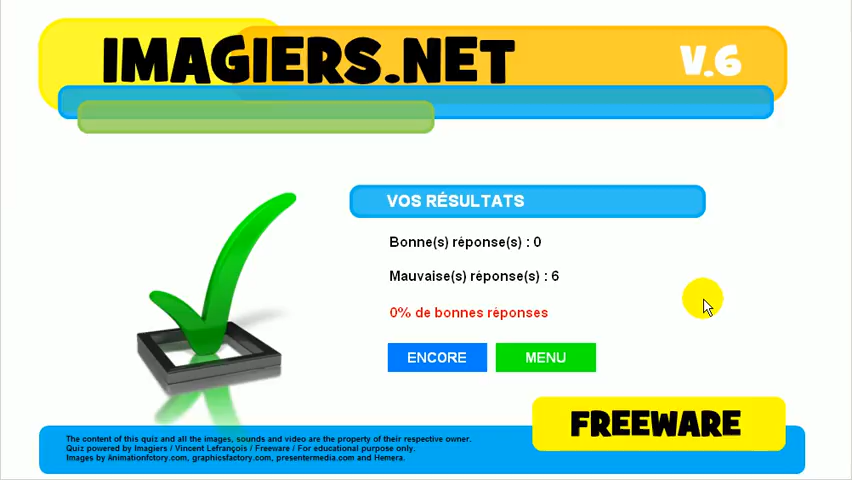 IMAGIERS.NET
V.6
VOS RÉSULTATS
Bonne(s) réponse(s) : 0
Mauvaise(s) réponse(s) : 6
0% de bonnes réponses
ENCORE
MENU
FREEWARE
The content of this quiz and all the images, sounds and video are the property of their respective owner.
Quiz powered by Imagiers / Vincent Lefrançois / Freeware / For educational purpose only.
Images by Animationfctory.com, graphicsfactory.com, presentermedia.com and Hemera.